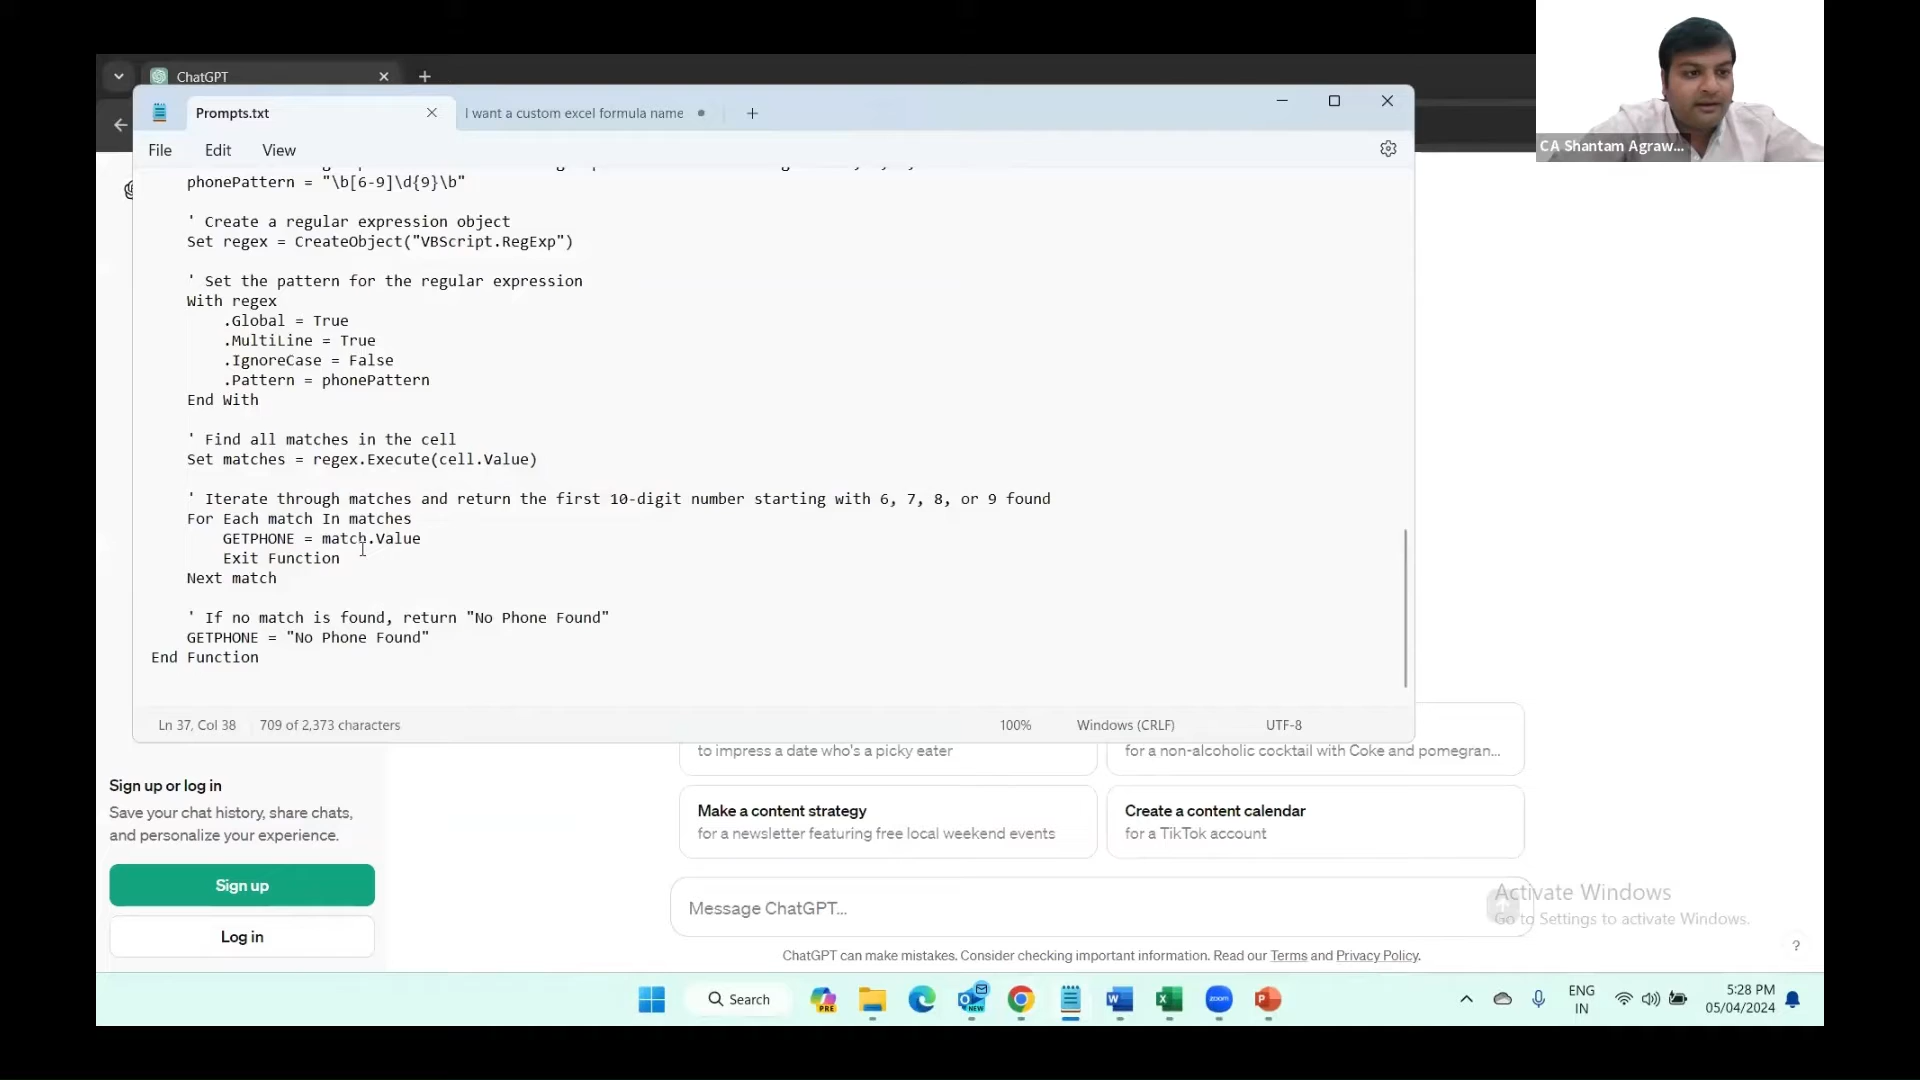 ChatGPT
Prompts.txt
I want a custom excel formula name
File Edit View
phonePattern = "\b[6-9]\d{9}\b"
' Create a regular expression object
Set regex = CreateObject("VBScript.RegExp")
' Set the pattern for the regular expression
With regex
.Global = True
.MultiLine = True
.IgnoreCase = False
.Pattern = phonePattern
End With
' Find all matches in the cell
Set matches = regex.Execute(cell.Value)
' Iterate through matches and return the first 10-digit number starting with 6, 7, 8, or 9 found
For Each match In matches
GETPHONE = match.Value
Exit Function
Next match
' If no match is found, return "No Phone Found"
GETPHONE = "No Phone Found"
End Function
Ln 37, Col 38 709 of 2,373 characters 100% Windows (CRLF) UTF-8
CA Shantam Agraw...
to impress a date who's a picky eater
for a non-alcoholic cocktail with Coke and pomegran...
Make a content strategy
for a newsletter featuring free local weekend events
Create a content calendar
for a TikTok account
Sign up or log in
Save your chat history, share chats,
and personalize your experience.
Sign up
Log in
Message ChatGPT...
Activate Windows
Go to Settings to activate Windows.
ChatGPT can make mistakes. Consider checking important information. Read our Terms and Privacy Policy.
?
Search
PRE
NEW
zoom
ENG
IN
5:28 PM
05/04/2024